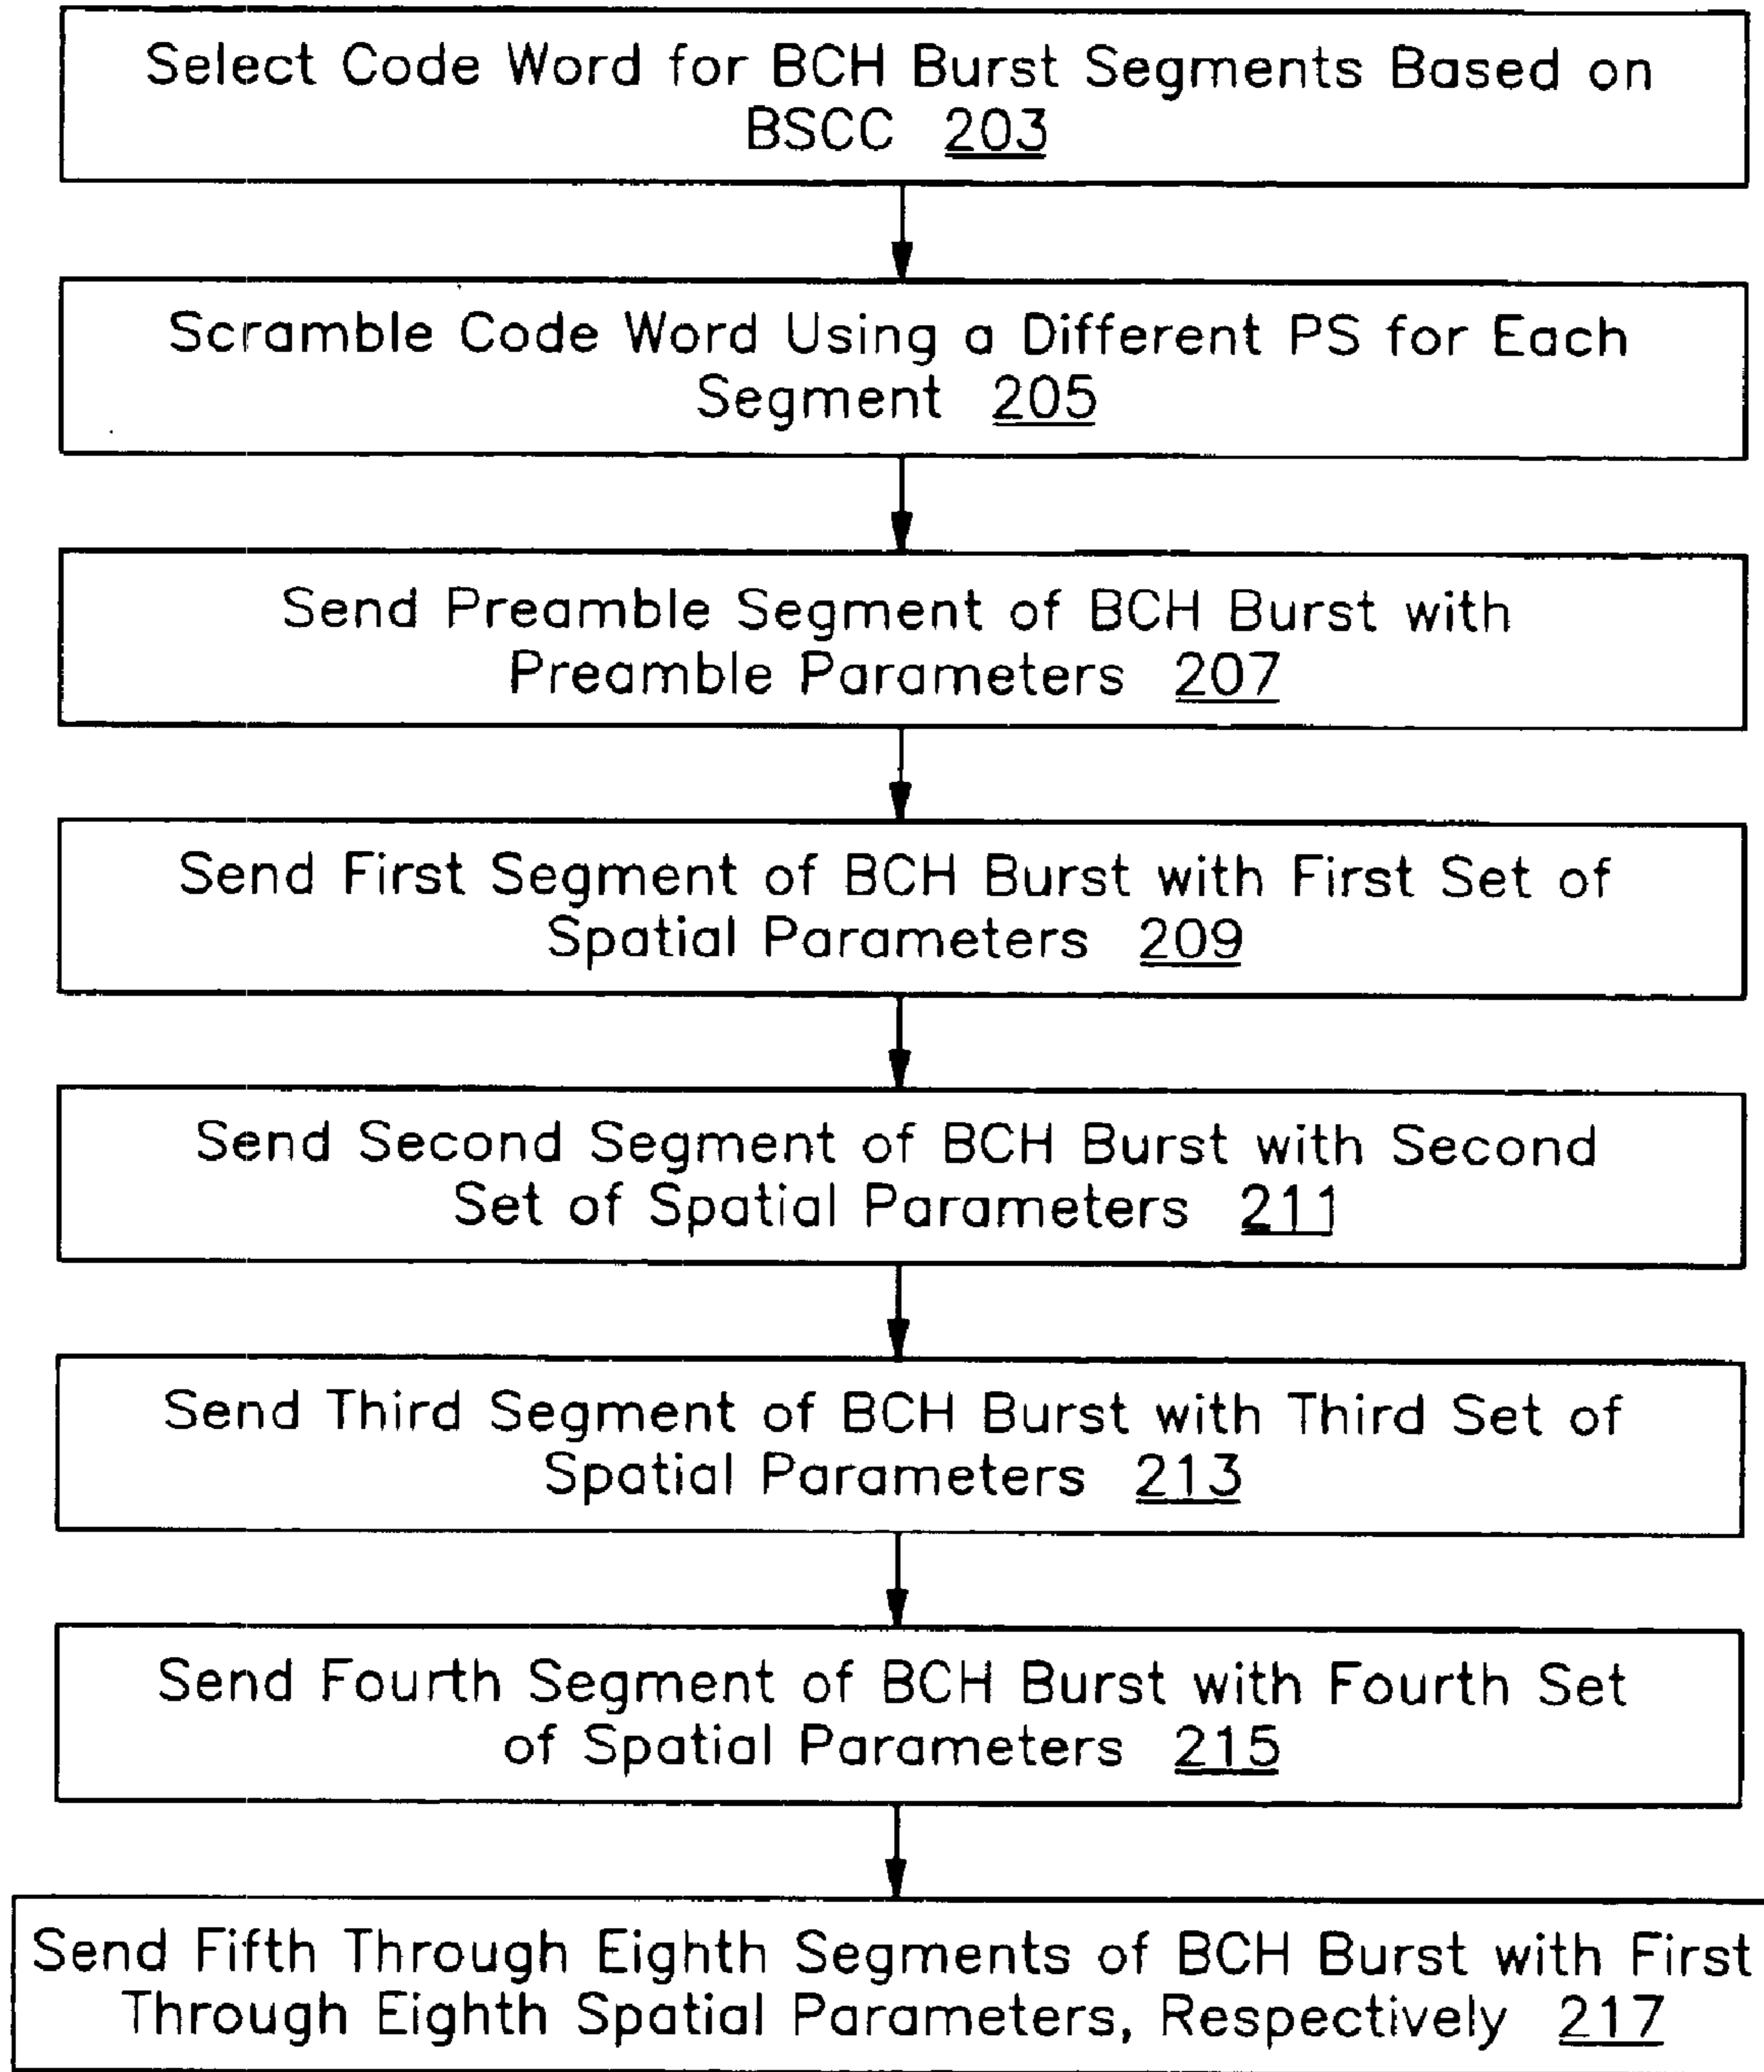 Select Code Word for BCH Burst Segments Based on
BSCC 203
Scramble Code Word Using a Different PS for Each
Segment 205
Send Preamble Segment of BCH Burst with
Preamble Parameters 207
Send First Segment of BCH Burst with First Set of
Spatial Parameters 209
Send Second Segment of BCH Burst with Second
Set of Spatial Parameters 211
Send Third Segment of BCH Burst with Third Set of
Spatial Parameters 213
Send Fourth Segment of BCH Burst with Fourth Set
of Spatial Parameters 215
Send Fifth Through Eighth Segments of BCH Burst with First
Through Eighth Spatial Parameters, Respectively 217